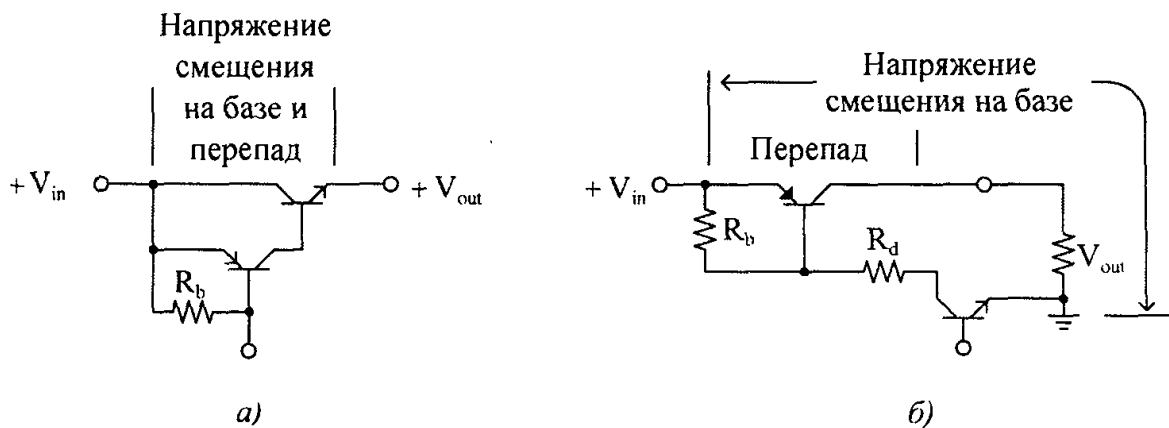 Напряжение
смещения
на базе и
перепад
+ V_in
+ V_out
R_b
а)
Напряжение
смещения на базе
Перепад
+ V_in
R_b
R_d
V_out
б)